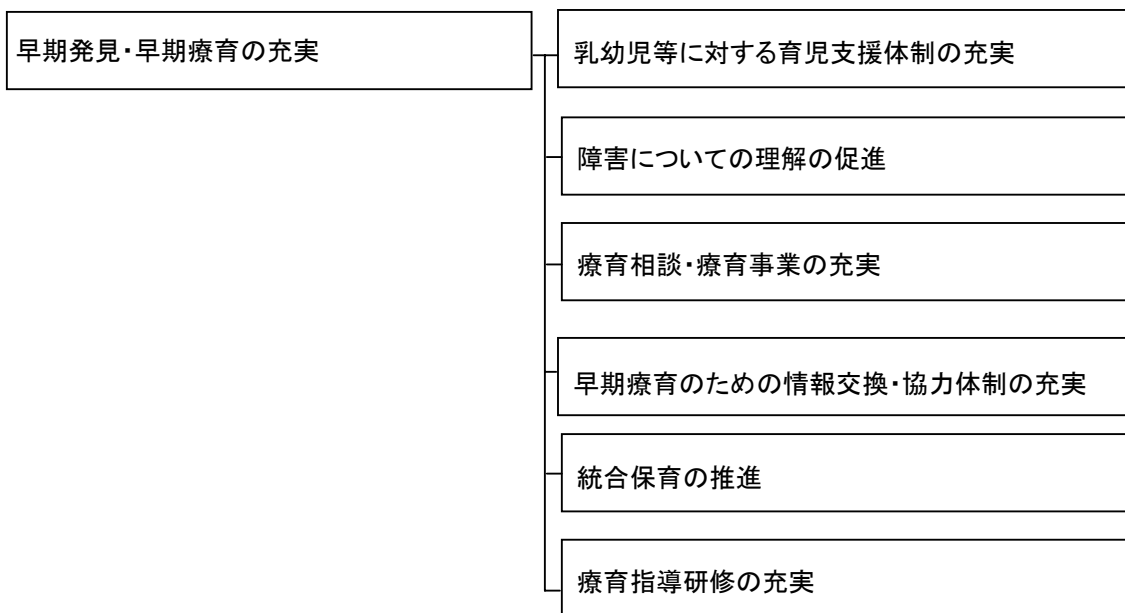 早期発見・早期療育の充実
乳幼児等に対する育児支援体制の充実
障害についての理解の促進
療育相談・療育事業の充実
早期療育のための情報交換・協力体制の充実
統合保育の推進
療育指導研修の充実